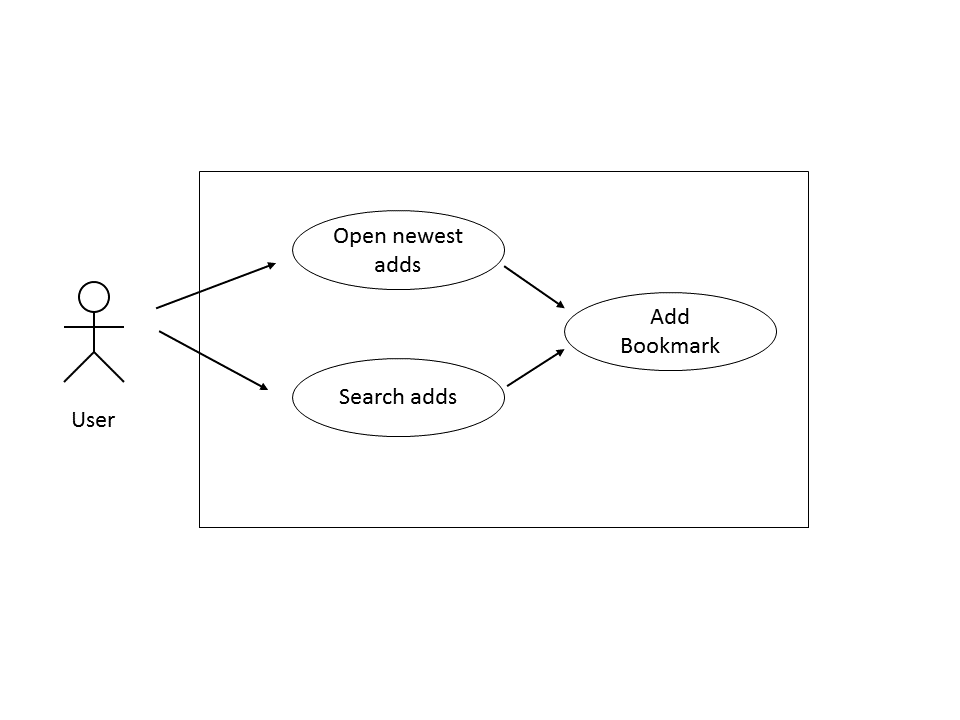 Open newest
adds
Add
Bookmark
Search adds
User